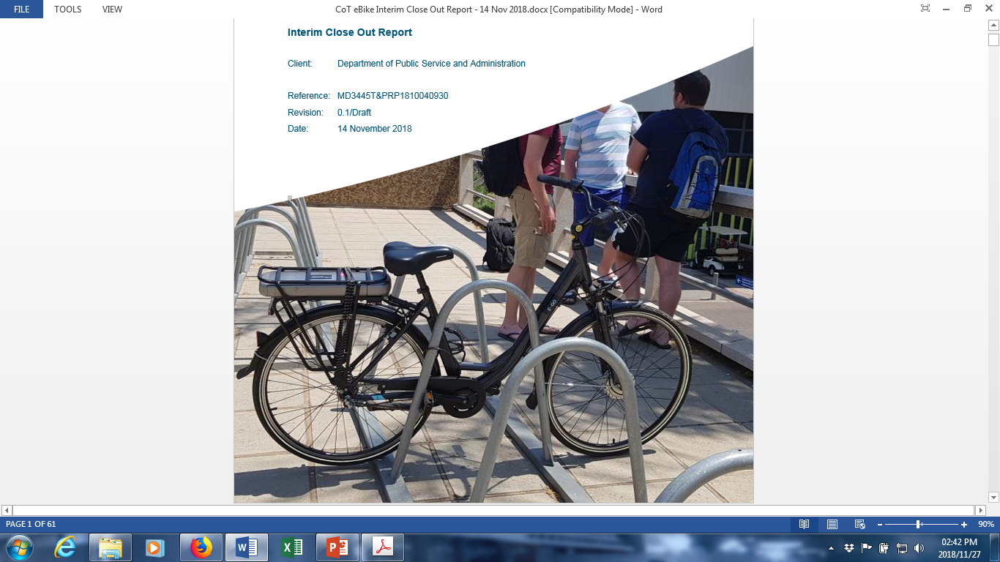 FILE TOOLS VIEW CoT eBike Interim Close Out Report - 14 Nov 2018.docx [Compatibility Mode] - Word
Interim Close Out Report
Client: Department of Public Service and Administration
Reference: MD3445T&PRP1810040930
Revision: 0.1/Draft
Date: 14 November 2018
E-GO
PAGE 1 OF 61 90%
02:42 PM
2018/11/27